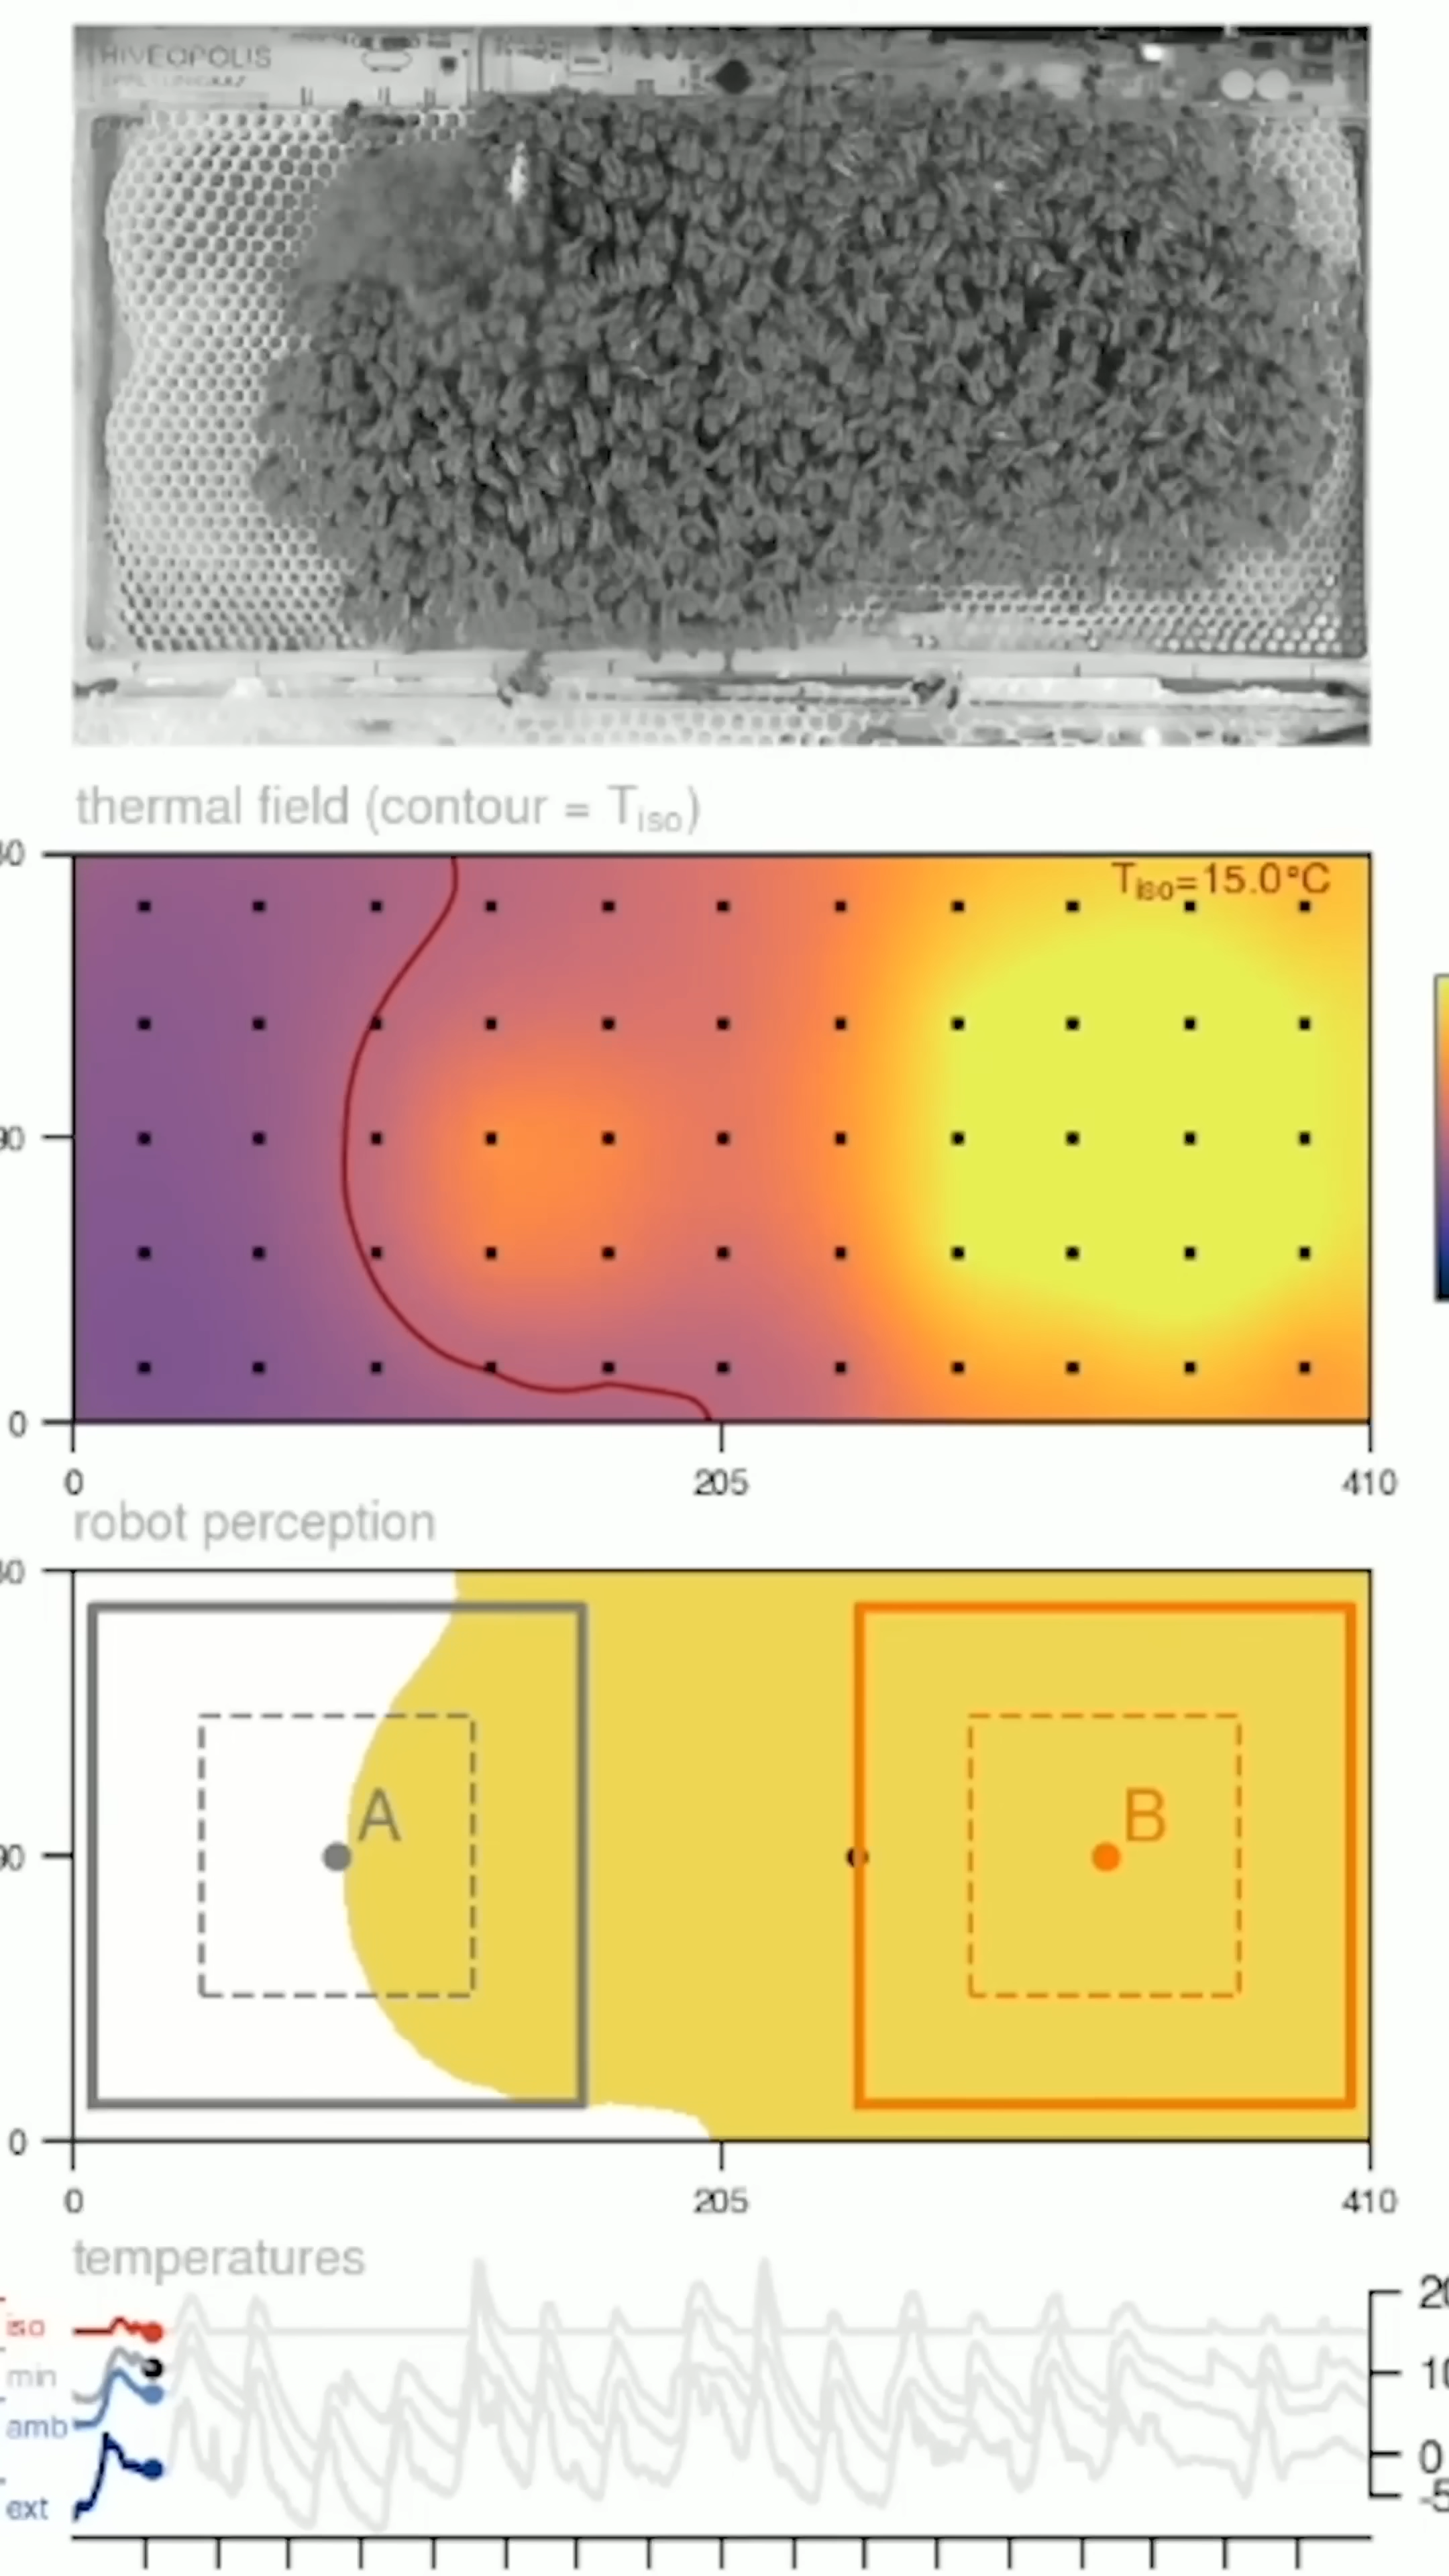 HIVEOPOLIS
thermal field (contour = Tiso)
Tiso=15.0°C
0
0 205 410
robot perception
A
B
0
0 205 410
temperatures
iso
min
amb
ext
0